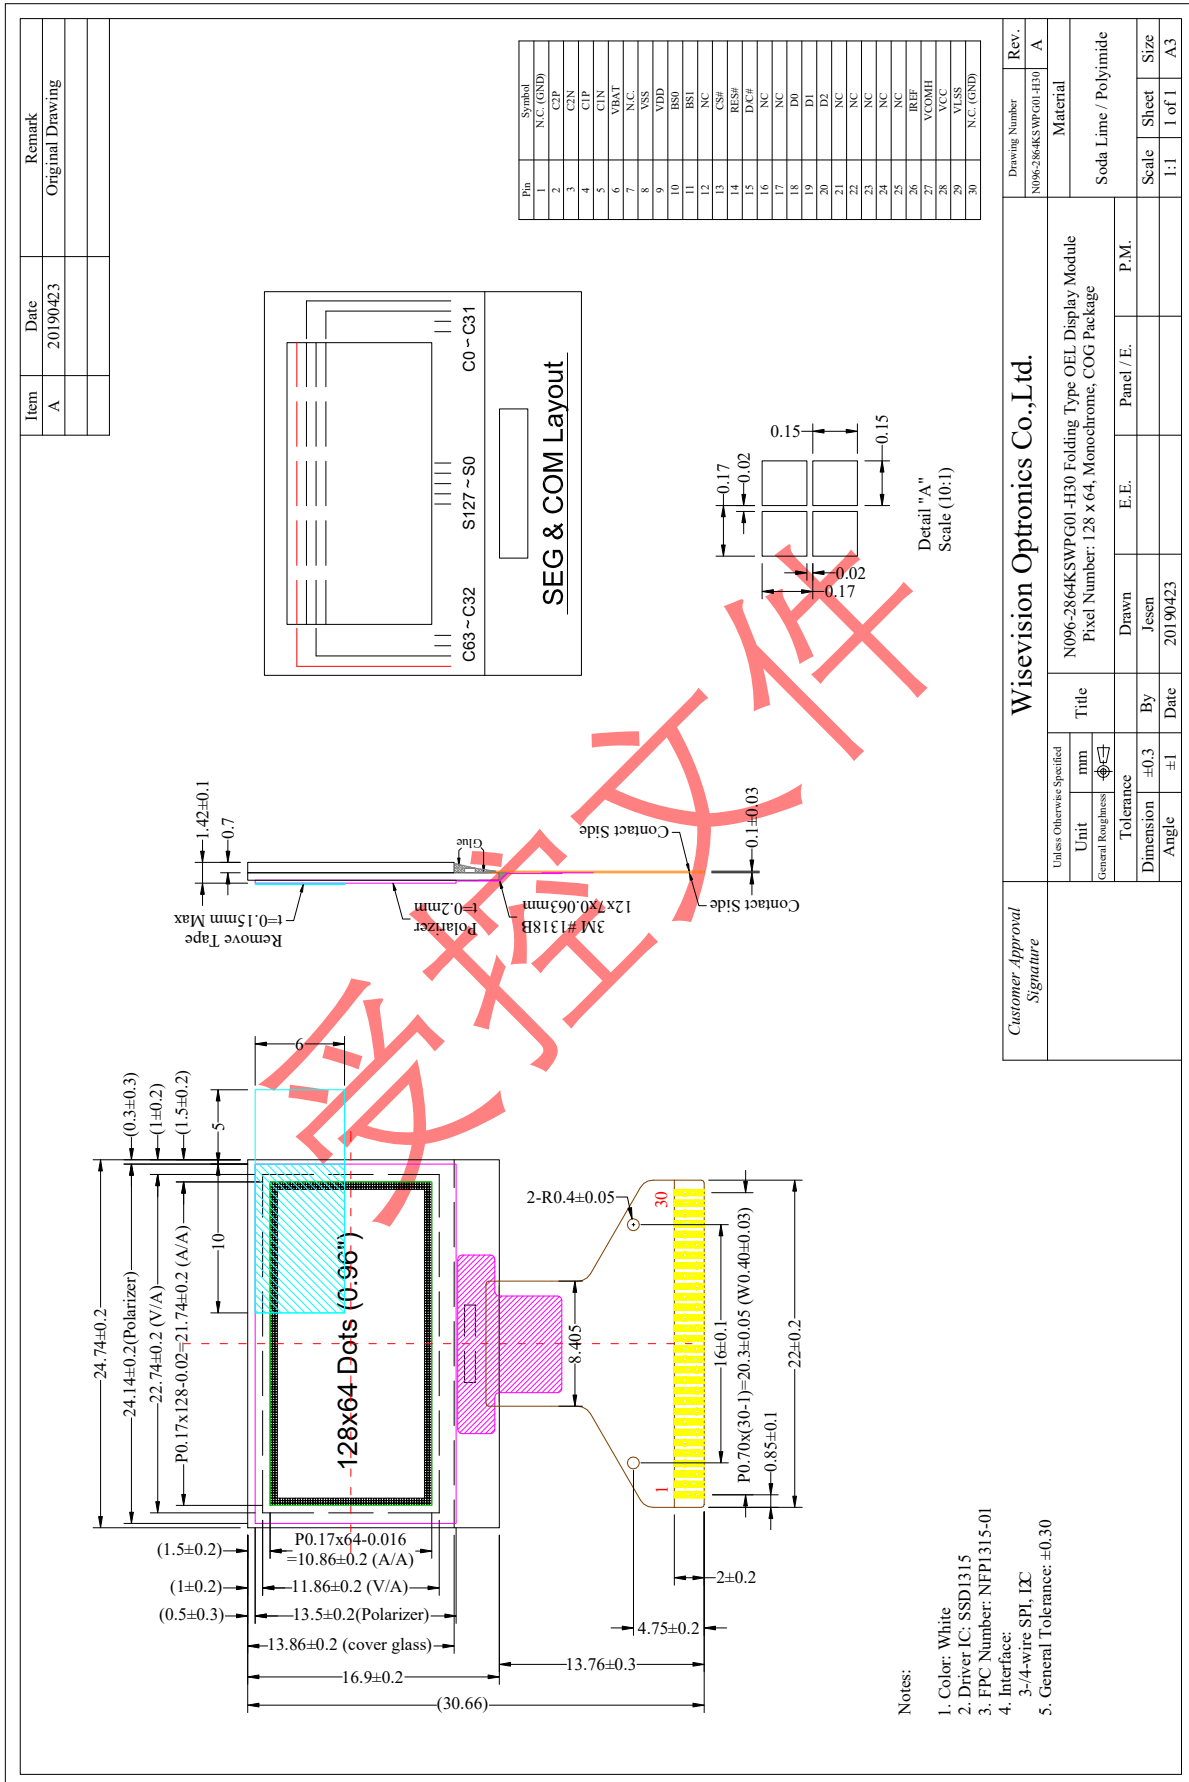 Item Date Remark
A 20190423 Original Drawing
24.74±0.2
24.14±0.2(Polarizer)
22.74±0.2 (V/A)
P0.17x128-0.02=21.74±0.2 (A/A)
10
5
6
(0.3±0.3)
(1±0.2)
(1.5±0.2)
128x64 Dots (0.96")
(1.5±0.2)
(1±0.2)
(0.5±0.3)
P0.17x64-0.016
=10.86±0.2 (A/A)
11.86±0.2 (V/A)
13.5±0.2(Polarizer)
13.86±0.2 (cover glass)
16.9±0.2
(30.66)
13.76±0.3
4.75±0.2
2±0.2
8.405
2-R0.4±0.05
1
30
16±0.1
P0.70x(30-1)=20.3±0.05 (W0.40±0.03)
0.85±0.1
22±0.2
1.42±0.1
0.7
Remove Tape
t=0.15mm Max
Polarizer
t=0.2mm
3M #1318B
12x7x0.063mm
Glue
Contact Side
Contact Side
0.1±0.03
C63~C32
S127~S0
C0~C31
SEG & COM Layout
0.17
0.02
0.15
0.15
0.02
0.17
Detail "A"
Scale (10:1)
Pin Symbol
1 N.C. (GND)
2 C2P
3 C2N
4 C1P
5 C1N
6 VBAT
7 N.C.
8 VSS
9 VDD
10 BS0
11 BS1
12 NC
13 CS#
14 RES#
15 D/C#
16 NC
17 NC
18 D0
19 D1
20 D2
21 NC
22 NC
23 NC
24 NC
25 NC
26 IREF
27 VCOMH
28 VCC
29 VLSS
30 N.C. (GND)
受控文件
Notes:
1. Color: White
2. Driver IC: SSD1315
3. FPC Number: NFP1315-01
4. Interface:
3-/4-wire SPI, I2C
5. General Tolerance: ±0.30
Customer Approval
Signature
Wisevision Optronics Co.,Ltd.
Unless Otherwise Specified
Unit mm
General Roughness
Tolerance
Dimension ±0.3
Angle ±1
Title
N096-2864KSWPG01-H30 Folding Type OEL Display Module
Pixel Number: 128 x 64, Monochrome, COG Package
Drawn E.E. Panel / E. P.M.
By Jesen
Date 20190423
Drawing Number Rev.
N096-2864KSWPG01-H30 A
Material
Soda Lime / Polyimide
Scale Sheet Size
1:1 1 of 1 A3